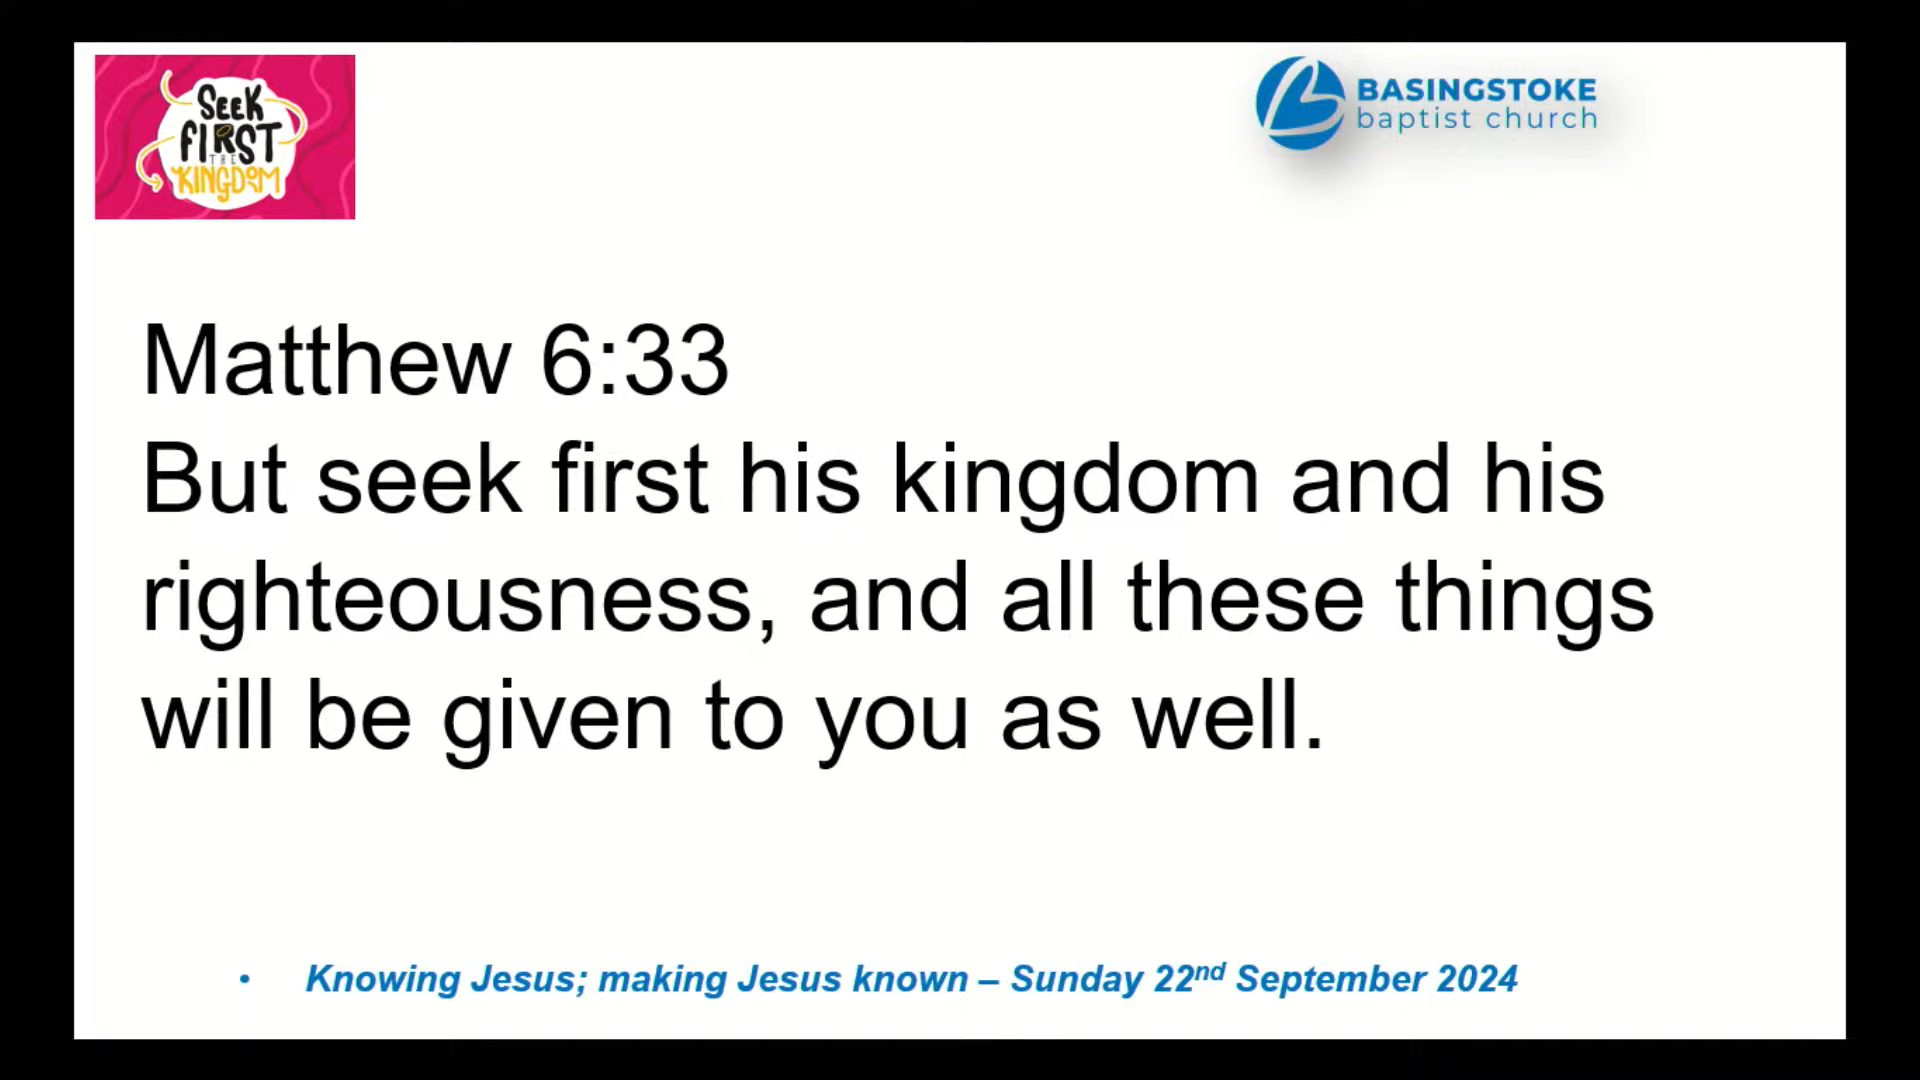 SEEK
FIRST
THE
KINGDOM
BASINGSTOKE
baptist church
Matthew 6:33
But seek first his kingdom and his
righteousness, and all these things
will be given to you as well.
• Knowing Jesus; making Jesus known – Sunday 22nd September 2024